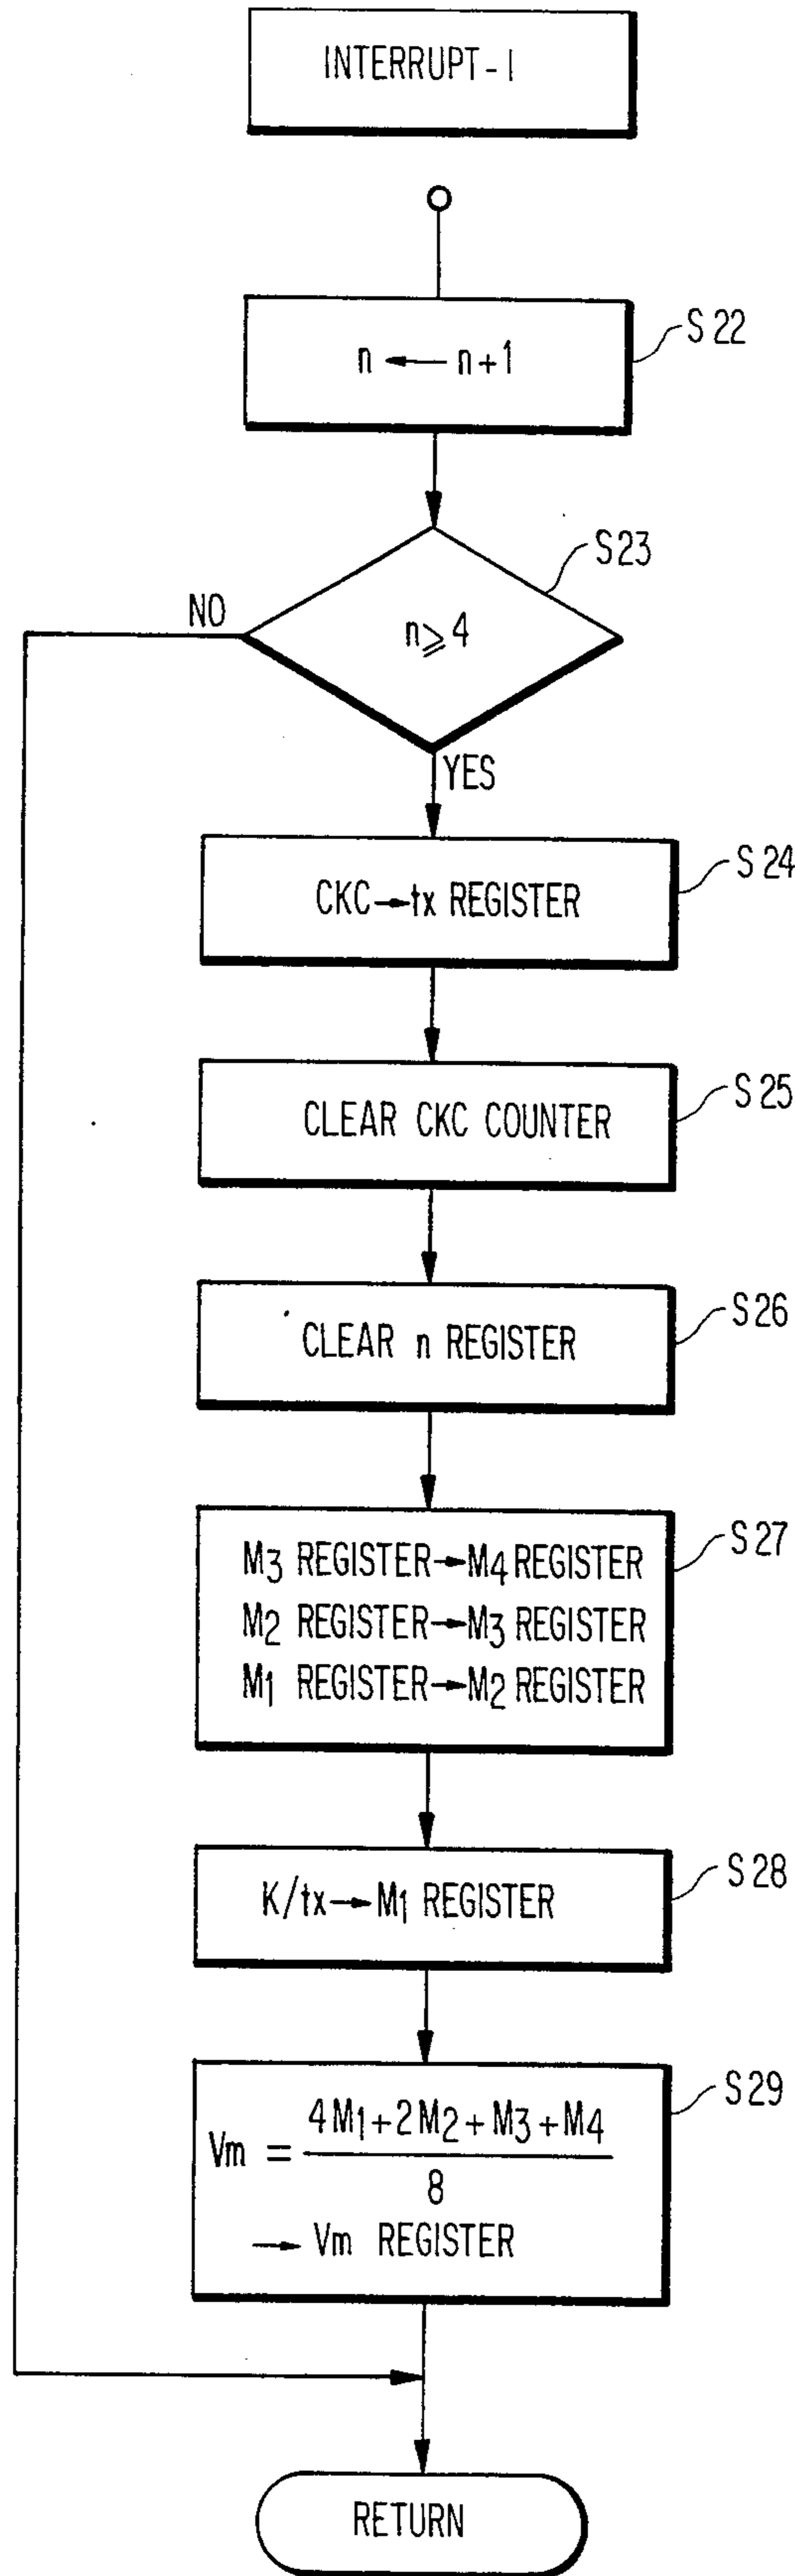 INTERRUPT-1
n ← n+1
S22
S23
n≧4
NO
YES
S24
CKC→tx REGISTER
S25
CLEAR CKC COUNTER
S26
CLEAR n REGISTER
S27
M3 REGISTER→M4 REGISTER
M2 REGISTER→M3 REGISTER
M1 REGISTER→M2 REGISTER
S28
K/tx→M1 REGISTER
S29
Vm = 4M1+2M2+M3+M4
8
→ Vm REGISTER
RETURN